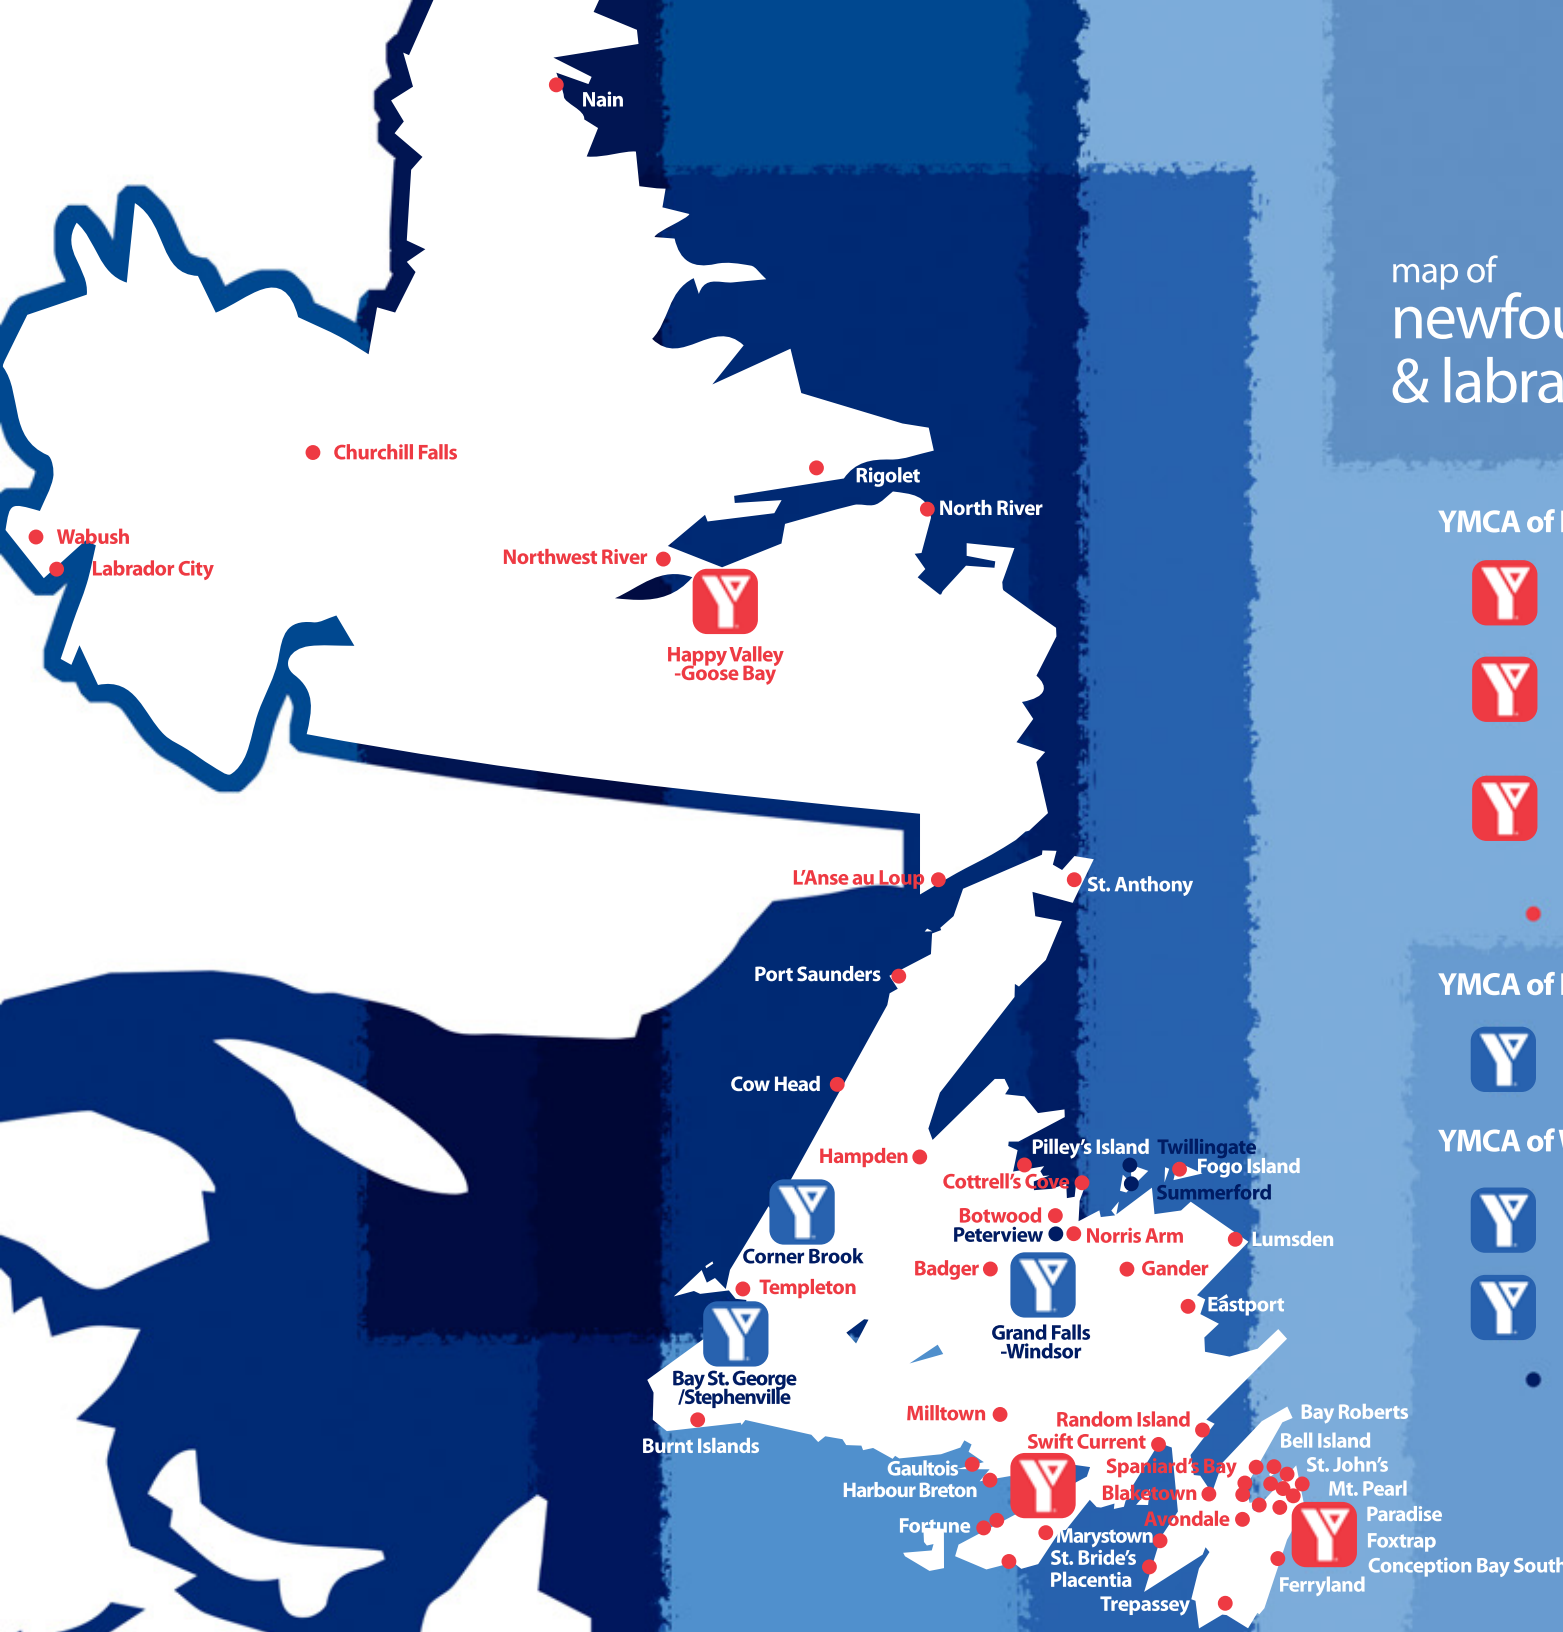 Nain
map of
newfou
& labra
Churchill Falls
Rigolet
North River
Wabush
Labrador City
Northwest River
YMCA of
Happy Valley
-Goose Bay
L'Anse au Loup
St. Anthony
Port Saunders
YMCA of
Cow Head
Hampden
Pilley's Island
Twillingate
YMCA of
Fogo Island
Cottrell's Cove
Summerford
Botwood
Peterview
Norris Arm
Lumsden
Corner Brook
Badger
Gander
Templeton
Eastport
Grand Falls
-Windsor
Bay St. George
/Stephenville
Milltown
Random Island
Bay Roberts
Swift Current
Bell Island
Burnt Islands
Gaultois
Spaniard's Bay
St. John's
Harbour Breton
Blaketown
Mt. Pearl
Fortune
Avondale
Paradise
Marystown
Foxtrap
St. Bride's
Conception Bay South
Placentia
Ferryland
Trepassey